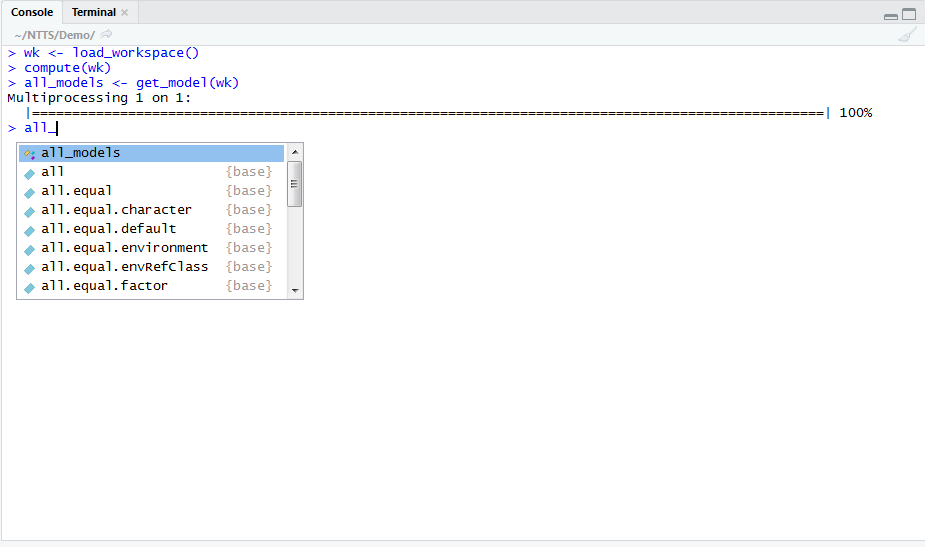 Console Terminal
~/NTTS/Demo/
> wk <- load_workspace()
> compute(wk)
> all_models <- get_model(wk)
Multiprocessing 1 on 1:
|===================================================================================================| 100%
> all_
all_models
all {base}
all.equal {base}
all.equal.character {base}
all.equal.default {base}
all.equal.environment {base}
all.equal.envRefClass {base}
all.equal.factor {base}